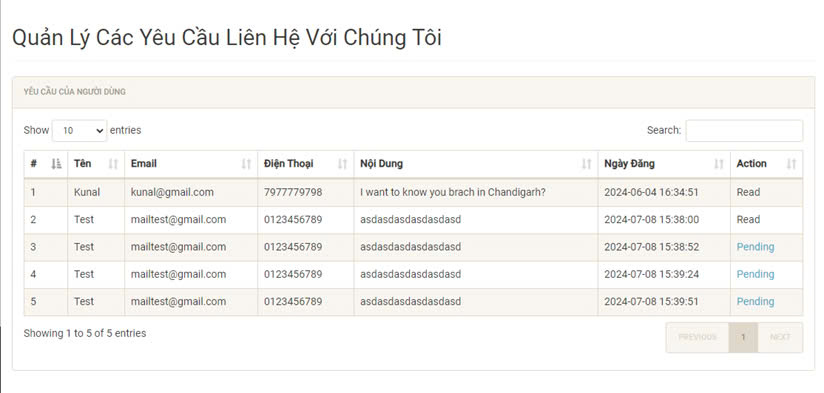 Quản Lý Các Yêu Cầu Liên Hệ Với Chúng Tôi
YÊU CẦU CỦA NGƯỜI DÙNG
Show 10 entries Search:
# Tên Email Điện Thoại Nội Dung Ngày Đăng Action
1 Kunal kunal@gmail.com 7977779798 I want to know you brach in Chandigarh? 2024-06-04 16:34:51 Read
2 Test mailtest@gmail.com 0123456789 asdasdasdasdasdasd 2024-07-08 15:38:00 Read
3 Test mailtest@gmail.com 0123456789 asdasdasdasdasdasd 2024-07-08 15:38:52 Pending
4 Test mailtest@gmail.com 0123456789 asdasdasdasdasdasd 2024-07-08 15:39:24 Pending
5 Test mailtest@gmail.com 0123456789 asdasdasdasdasdasd 2024-07-08 15:39:51 Pending
Showing 1 to 5 of 5 entries PREVIOUS 1 NEXT